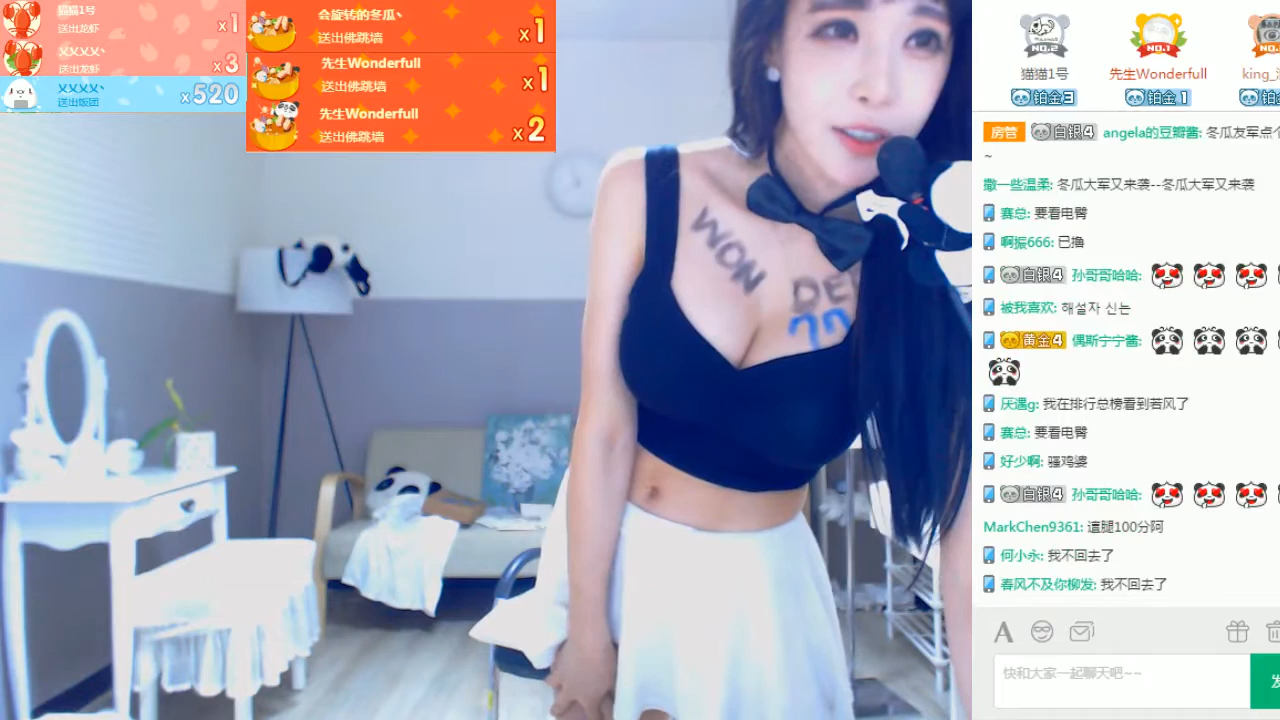 猫猫1号
送出龙虾
x1
乂乂乂乂丶
送出龙虾
x3
乂乂乂乂丶
送出饭团
x520
会旋转的冬瓜丶
送出佛跳墙
x1
先生Wonderfull
送出佛跳墙
x1
先生Wonderfull
送出佛跳墙
x2
WON
DE
77
NO.2
猫猫1号
铂金3
NO.1
先生Wonderfull
铂金1
king_
房管 白银4 angela的豆瓣酱: 冬瓜友军点个
~
撒一些温柔: 冬瓜大军又来袭--冬瓜大军又来袭
赛总: 要看电臀
啊振666: 已撸
白银4 孙哥哥哈哈:
被我喜欢: 해설자 신는
黄金4 偶斯宁宁酱:
厌遇g: 我在排行总榜看到若风了
赛总: 要看电臀
好少啊: 骚鸡婆
白银4 孙哥哥哈哈:
MarkChen9361: 這腿100分阿
何小永: 我不回去了
春风不及你柳发: 我不回去了
快和大家一起聊天吧~~